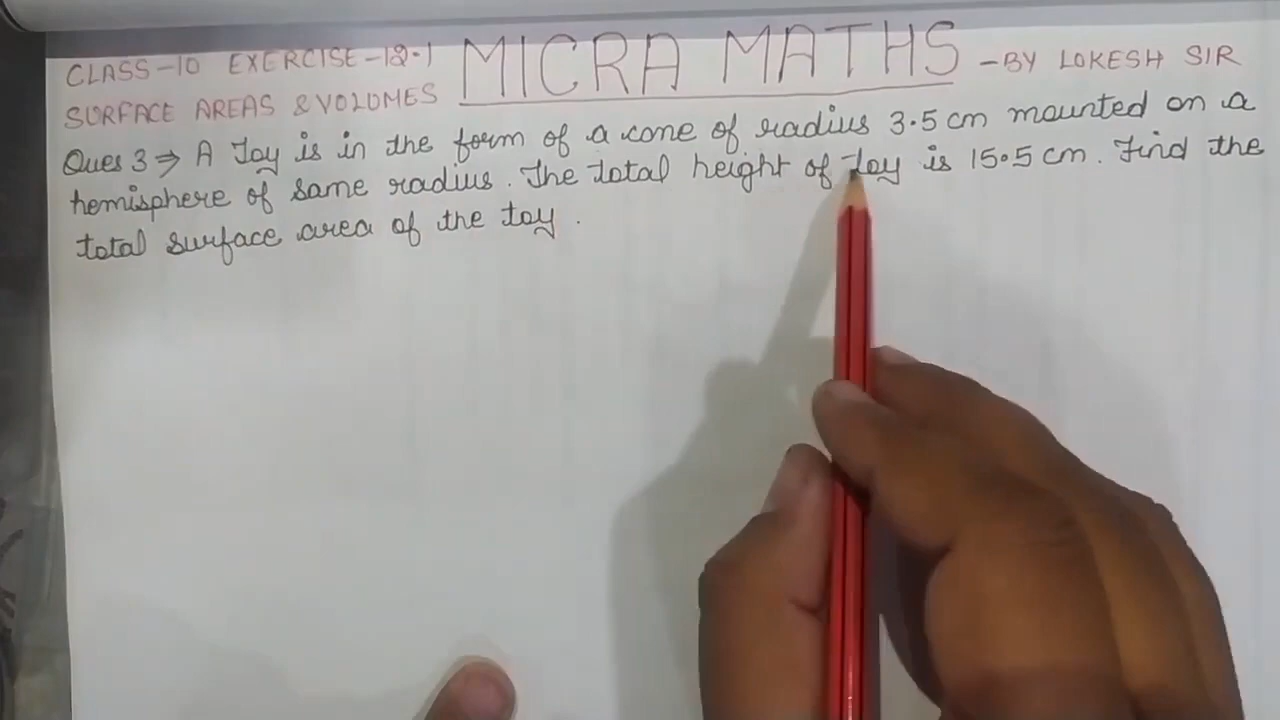 CLASS-10 EXERCISE-12.1 MICRA MATHS -BY LOKESH SIR
SURFACE AREAS & VOLUMES
Ques 3 ⇒ A Toy is in the form of a cone of radius 3.5 cm mounted on a
hemisphere of same radius. The total height of Toy is 15.5 cm. Find the
total surface area of the toy.